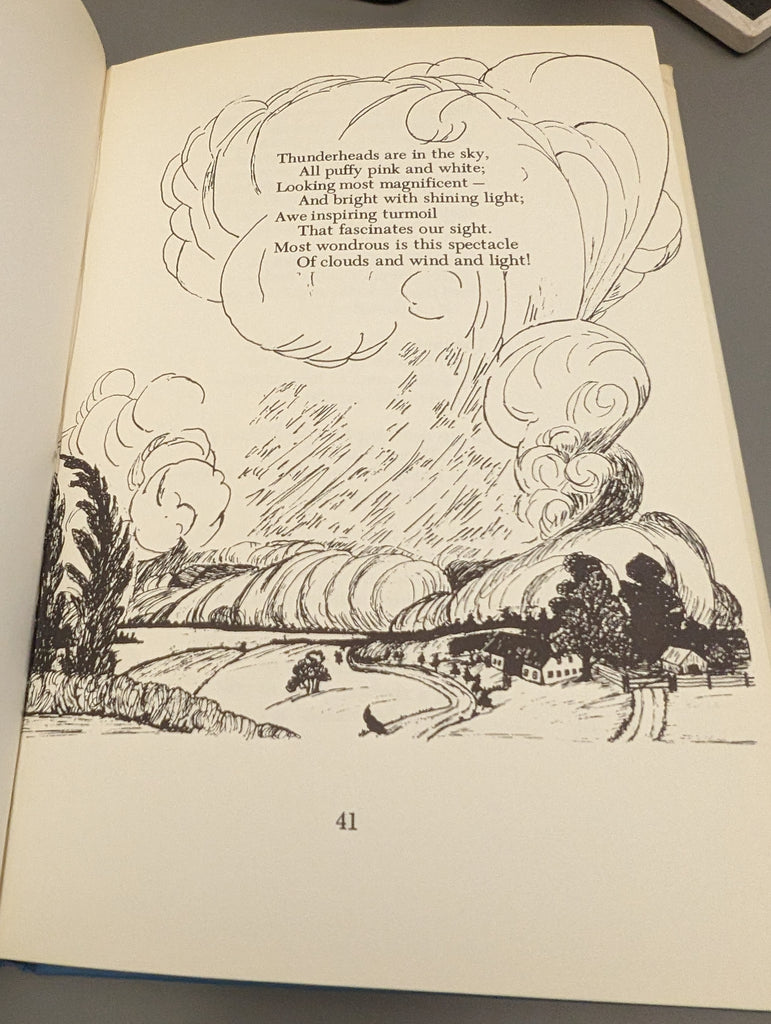 Thunderheads are in the sky,
All puffy pink and white;
Looking most magnificent —
And bright with shining light;
Awe inspiring turmoil
That fascinates our sight.
Most wondrous is this spectacle
Of clouds and wind and light!
41